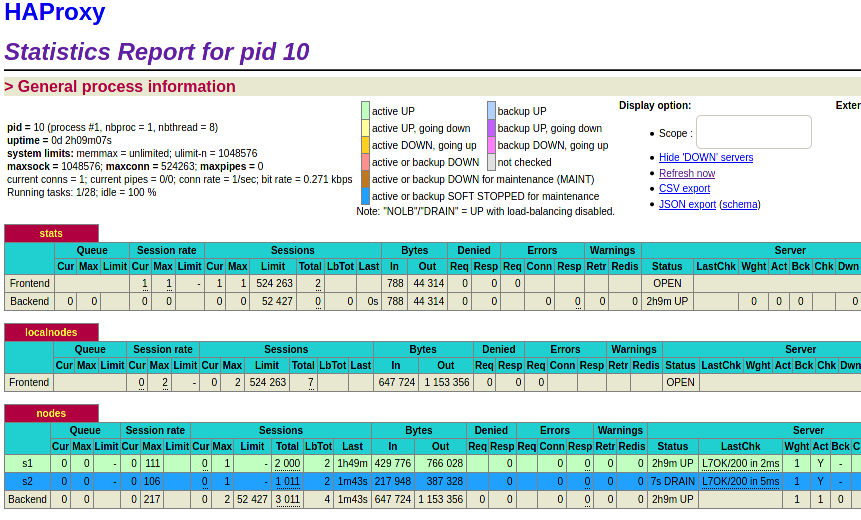 HAProxy
Statistics Report for pid 10
> General process information
pid = 10 (process #1, nbproc = 1, nbthread = 8)
uptime = 0d 2h09m07s
system limits: memmax = unlimited; ulimit-n = 1048576
maxsock = 1048576; maxconn = 524263; maxpipes = 0
current conns = 1; current pipes = 0/0; conn rate = 1/sec; bit rate = 0.271 kbps
Running tasks: 1/28; idle = 100 %
active UP backup UP
active UP, going down backup UP, going down
active DOWN, going up backup DOWN, going up
active or backup DOWN not checked
active or backup DOWN for maintenance (MAINT)
active or backup SOFT STOPPED for maintenance
Note: "NOLB"/"DRAIN" = UP with load-balancing disabled.
Display option:
Scope :
Hide 'DOWN' servers
Refresh now
CSV export
JSON export (schema)
Exter
stats
Queue Session rate Sessions Bytes Denied Errors Warnings Server
Cur Max Limit Cur Max Limit Cur Max Limit Total LbTot Last In Out Req Resp Req Conn Resp Retr Redis Status LastChk Wght Act Bck Chk Dwn
Frontend 1 1 - 1 1 524 263 2 788 44 314 0 0 0 OPEN
Backend 0 0 0 0 0 0 52 427 0 0 0s 788 44 314 0 0 0 0 0 0 2h9m UP 0 0 0 0
localnodes
Queue Session rate Sessions Bytes Denied Errors Warnings Server
Cur Max Limit Cur Max Limit Cur Max Limit Total LbTot Last In Out Req Resp Req Conn Resp Retr Redis Status LastChk Wght Act Bck Chk Dwn
Frontend 0 2 - 0 2 524 263 7 647 724 1 153 356 0 0 0 OPEN
nodes
Queue Session rate Sessions Bytes Denied Errors Warnings Server
Cur Max Limit Cur Max Limit Cur Max Limit Total LbTot Last In Out Req Resp Req Conn Resp Retr Redis Status LastChk Wght Act Bck C
s1 0 0 - 0 111 0 1 - 2 000 2 1h49m 429 776 766 028 0 0 0 0 0 2h9m UP L7OK/200 in 2ms 1 Y -
s2 0 0 - 0 106 0 1 - 1 011 2 1m43s 217 948 387 328 0 0 0 0 0 7s DRAIN L7OK/200 in 5ms 1 Y -
Backend 0 0 0 217 0 2 52 427 3 011 4 1m43s 647 724 1 153 356 0 0 0 0 0 0 2h9m UP 1 1 0